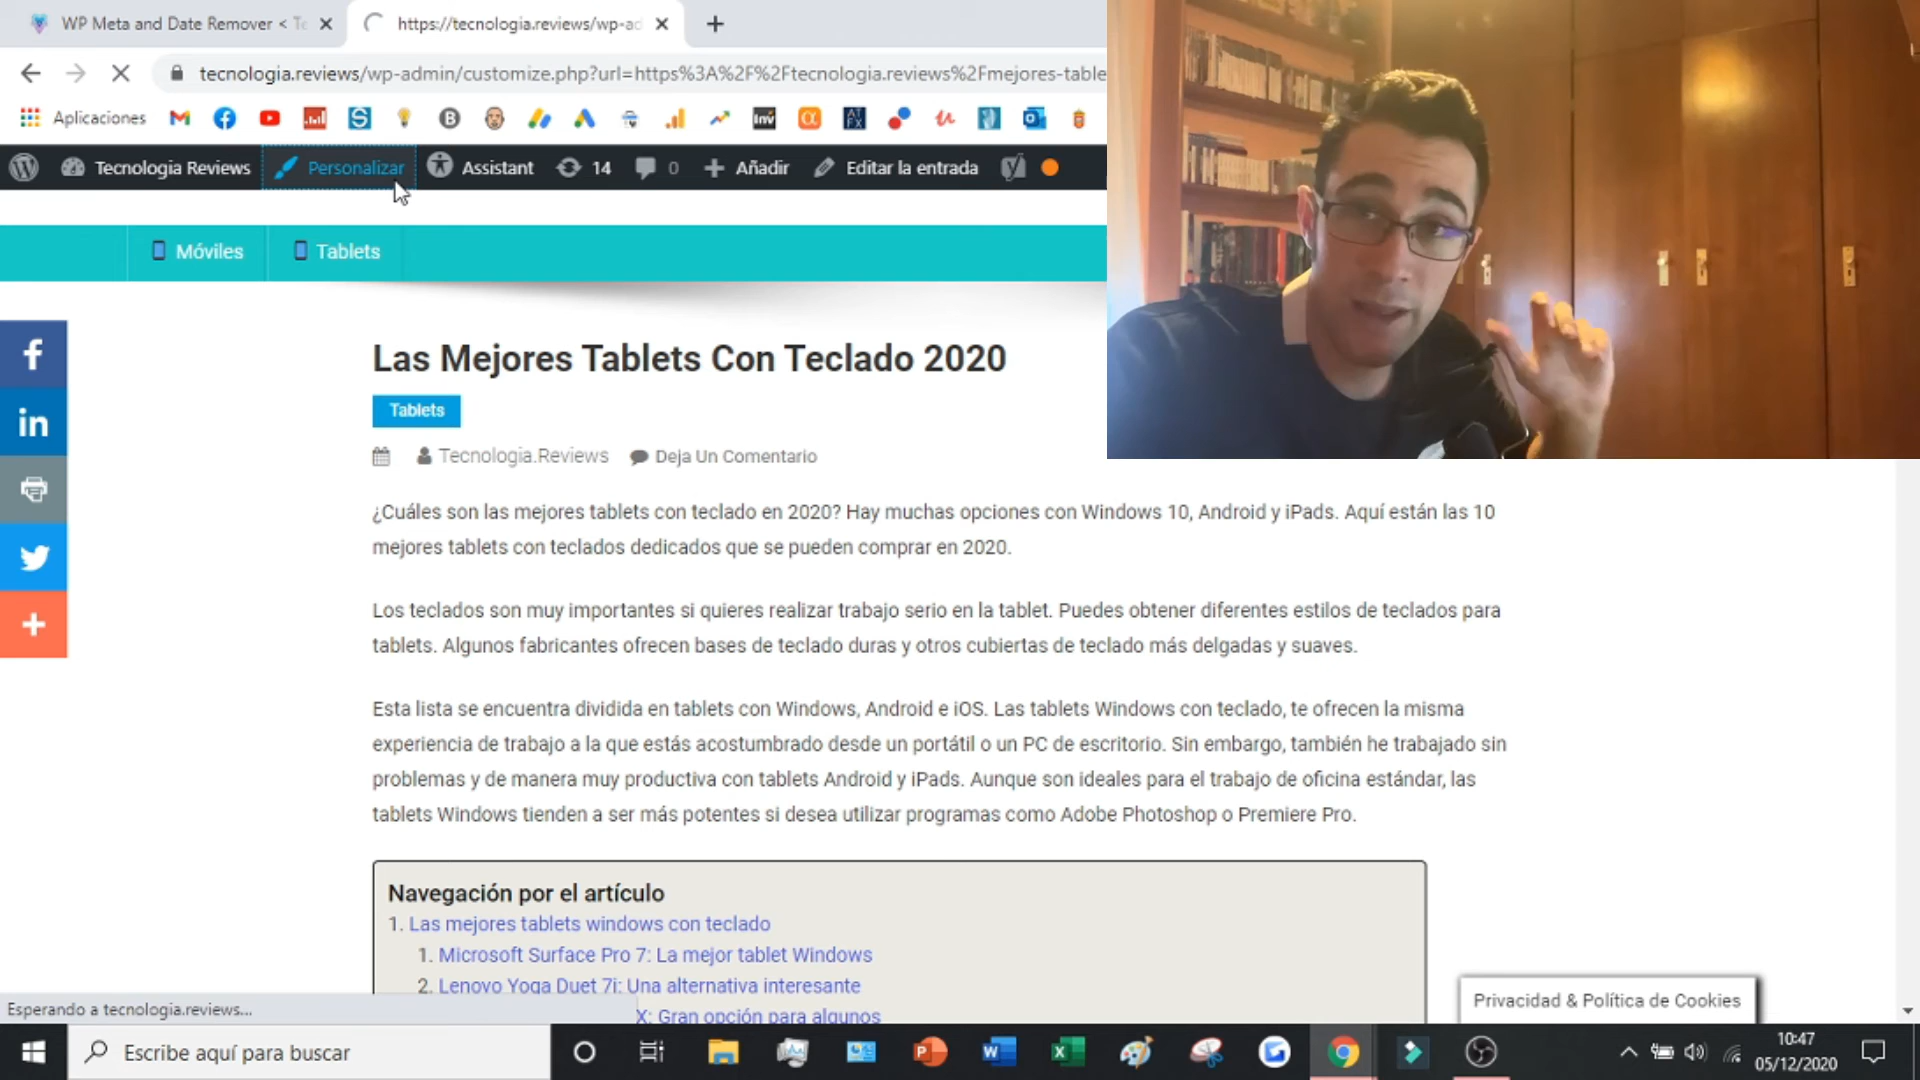 WP Meta and Date Remover < Te
https://tecnologia.reviews/wp-ad
tecnologia.reviews/wp-admin/customize.php?url=https%3A%2F%2Ftecnologia.reviews%2Fmejores-table
Aplicaciones
Tecnologia Reviews
Personalizar
Assistant
14
0
Añadir
Editar la entrada
Móviles
Tablets
Las Mejores Tablets Con Teclado 2020
Tablets
Tecnologia.Reviews
Deja Un Comentario
¿Cuáles son las mejores tablets con teclado en 2020? Hay muchas opciones con Windows 10, Android y iPads. Aquí están las 10
mejores tablets con teclados dedicados que se pueden comprar en 2020.
Los teclados son muy importantes si quieres realizar trabajo serio en la tablet. Puedes obtener diferentes estilos de teclados para
tablets. Algunos fabricantes ofrecen bases de teclado duras y otros cubiertas de teclado más delgadas y suaves.
Esta lista se encuentra dividida en tablets con Windows, Android e iOS. Las tablets Windows con teclado, te ofrecen la misma
experiencia de trabajo a la que estás acostumbrado desde un portátil o un PC de escritorio. Sin embargo, también he trabajado sin
problemas y de manera muy productiva con tablets Android y iPads. Aunque son ideales para el trabajo de oficina estándar, las
tablets Windows tienden a ser más potentes si desea utilizar programas como Adobe Photoshop o Premiere Pro.
Navegación por el artículo
1. Las mejores tablets windows con teclado
1. Microsoft Surface Pro 7: La mejor tablet Windows
2. Lenovo Yoga Duet 7i: Una alternativa interesante
X: Gran opción para algunos
Privacidad & Política de Cookies
Esperando a tecnologia.reviews...
Escribe aquí para buscar
10:47
05/12/2020